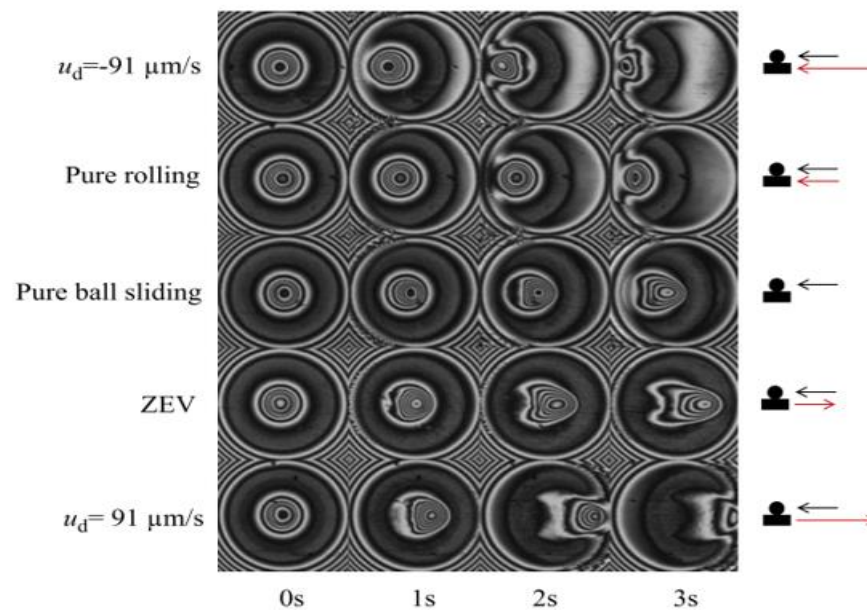 u_d=-91 µm/s
Pure rolling
Pure ball sliding
ZEV
u_d= 91 µm/s
0s 1s 2s 3s